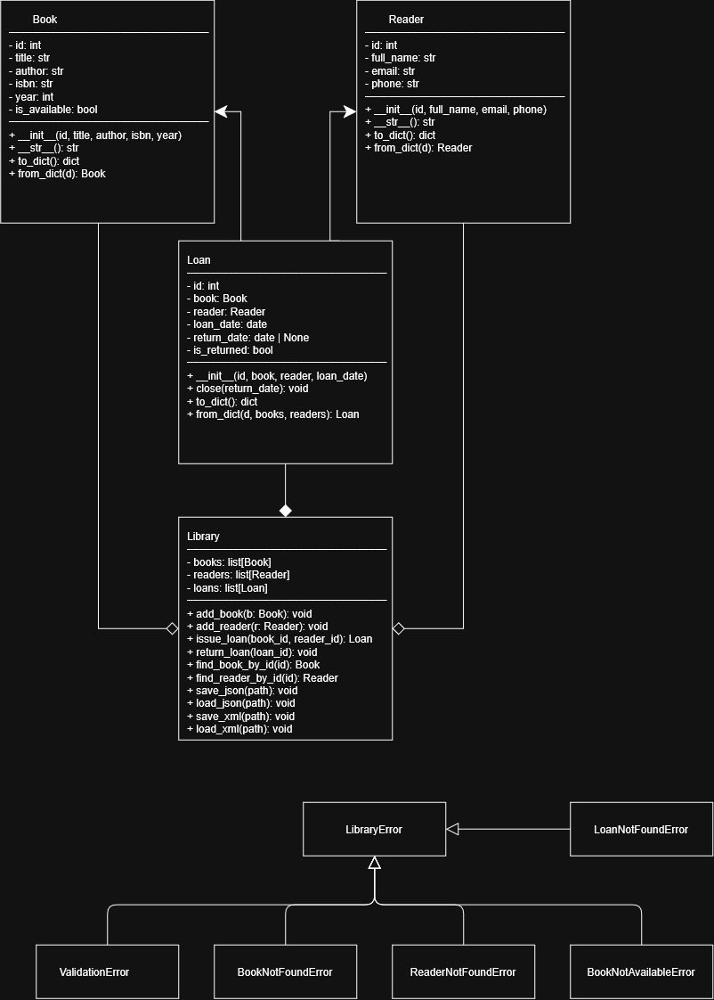 Book
- id: int
- title: str
- author: str
- isbn: str
- year: int
- is_available: bool
+ __init__(id, title, author, isbn, year)
+ __str__(): str
+ to_dict(): dict
+ from_dict(d): Book
Reader
- id: int
- full_name: str
- email: str
- phone: str
+ __init__(id, full_name, email, phone)
+ __str__(): str
+ to_dict(): dict
+ from_dict(d): Reader
Loan
- id: int
- book: Book
- reader: Reader
- loan_date: date
- return_date: date | None
- is_returned: bool
+ __init__(id, book, reader, loan_date)
+ close(return_date): void
+ to_dict(): dict
+ from_dict(d, books, readers): Loan
Library
- books: list[Book]
- readers: list[Reader]
- loans: list[Loan]
+ add_book(b: Book): void
+ add_reader(r: Reader): void
+ issue_loan(book_id, reader_id): Loan
+ return_loan(loan_id): void
+ find_book_by_id(id): Book
+ find_reader_by_id(id): Reader
+ save_json(path): void
+ load_json(path): void
+ save_xml(path): void
+ load_xml(path): void
LibraryError
LoanNotFoundError
ValidationError
BookNotFoundError
ReaderNotFoundError
BookNotAvailableError